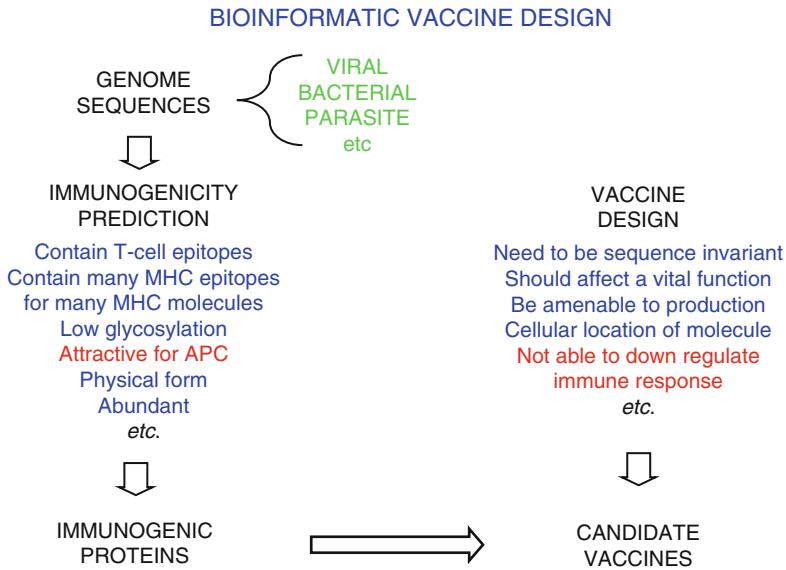 BIOINFORMATIC VACCINE DESIGN
GENOME
SEQUENCES
VIRAL
BACTERIAL
PARASITE
etc
IMMUNOGENICITY
PREDICTION
Contain T-cell epitopes
Contain many MHC epitopes
for many MHC molecules
Low glycosylation
Attractive for APC
Physical form
Abundant
etc.
VACCINE
DESIGN
Need to be sequence invariant
Should affect a vital function
Be amenable to production
Cellular location of molecule
Not able to down regulate
immune response
etc.
IMMUNOGENIC
PROTEINS
CANDIDATE
VACCINES